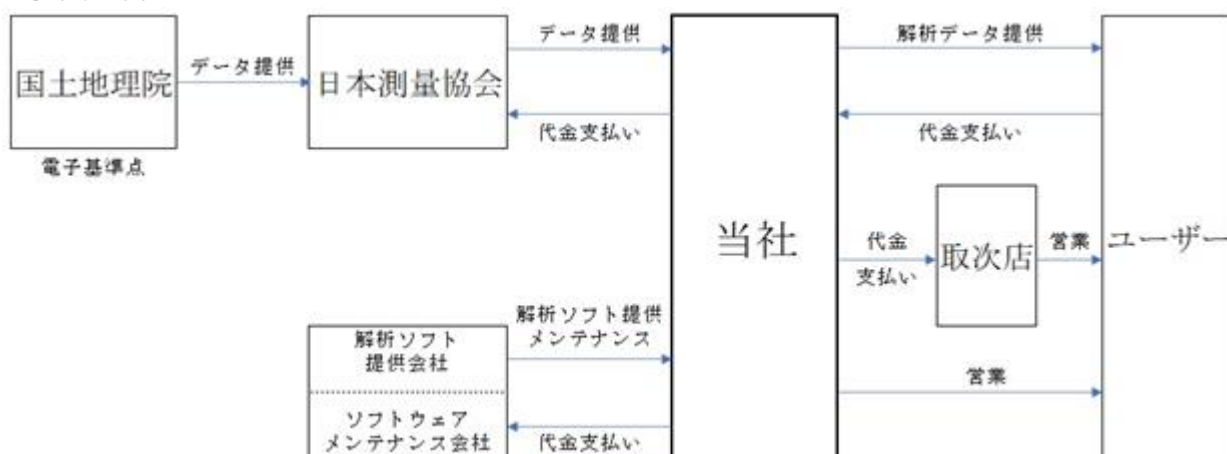 国土地理院
電子基準点
データ提供
日本測量協会
データ提供
代金支払い
当社
解析データ提供
代金支払い
代金
支払い
取次店
営業
ユーザー
営業
解析ソフト
提供会社
ソフトウェア
メンテナンス会社
解析ソフト提供
メンテナンス
代金支払い